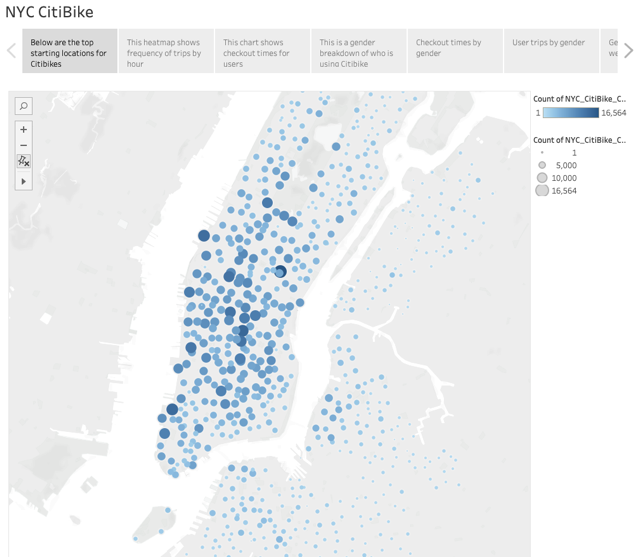 NYC CitiBike
Below are the top
starting locations for
Citibikes
This heatmap shows
frequency of trips by
hour
This chart shows
checkout times for
users
This is a gender
breakdown of who is
using Citibike
Checkout times by
gender
User trips by gender
Ge
we
Count of NYC_CitiBike_C..
1
16,564
Count of NYC_CitiBike_C..
1
5,000
10,000
16,564